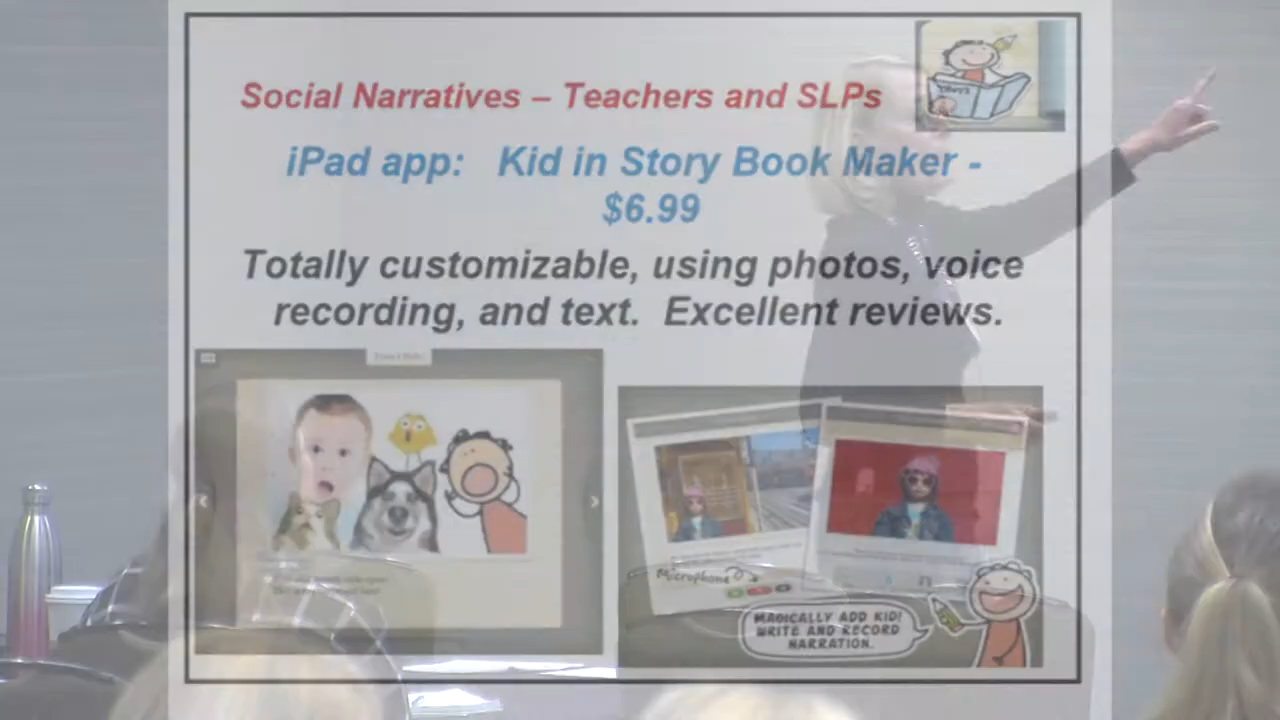 Social Narratives – Teachers and SLPs
iPad app: Kid in Story Book Maker -
$6.99
Totally customizable, using photos, voice
recording, and text. Excellent reviews.
Microphone
MAGICALLY ADD KID!
WRITE AND RECORD
NARRATION.